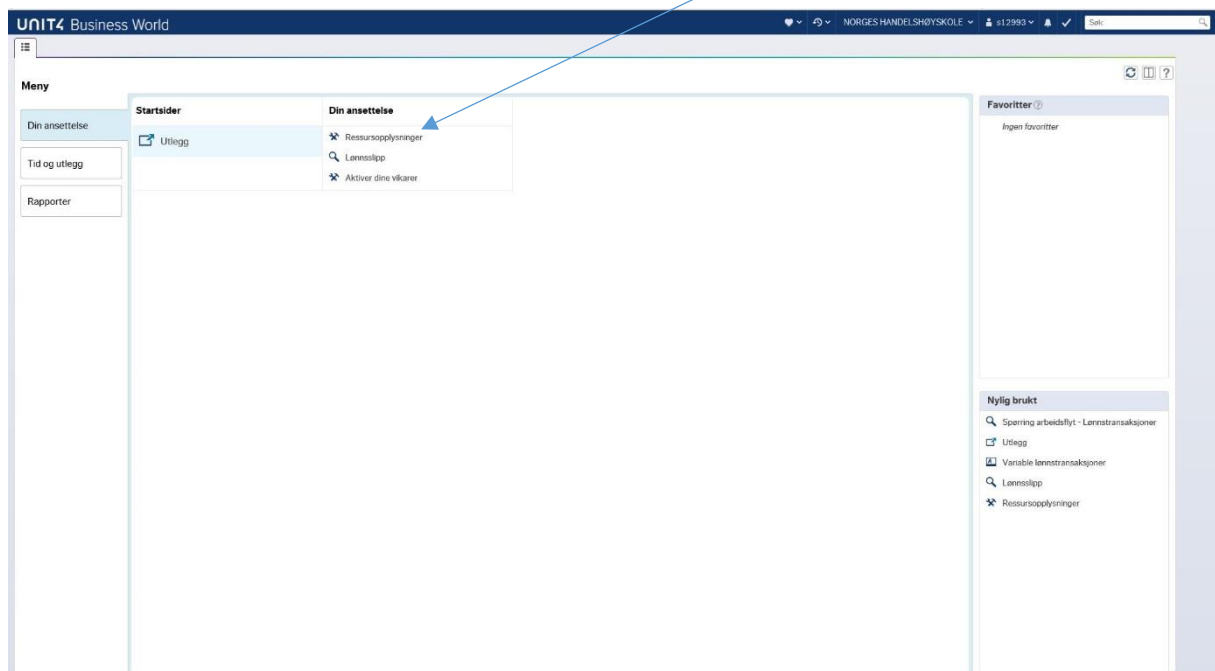 UNIT4 Business World
NORGES HANDELSHØYSKOLE
s12993
Søk:
Meny
Din ansettelse
Tid og utlegg
Rapporter
Startsider
Utlegg
Din ansettelse
Ressursopplysninger
Lønnsslipp
Aktiver dine vikarer
Favoritter
Ingen favoritter
Nylig brukt
Spørring arbeidsflyt - Lønnstransaksjoner
Utlegg
Variable lønnstransaksjoner
Lønnsslipp
Ressursopplysninger